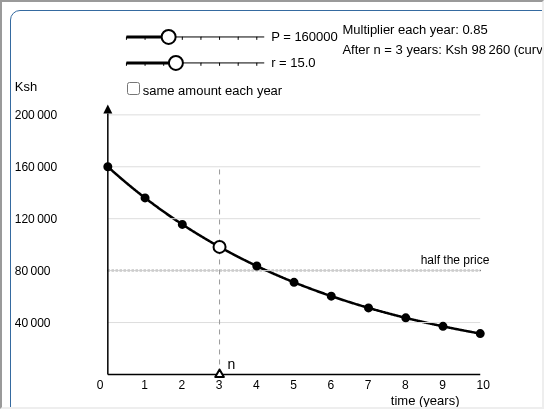 P = 160000
Multiplier each year: 0.85
After n = 3 years: Ksh 98 260 (curv
r = 15.0
same amount each year
Ksh
200 000
160 000
120 000
80 000
40 000
half the price
n
0 1 2 3 4 5 6 7 8 9 10
time (years)